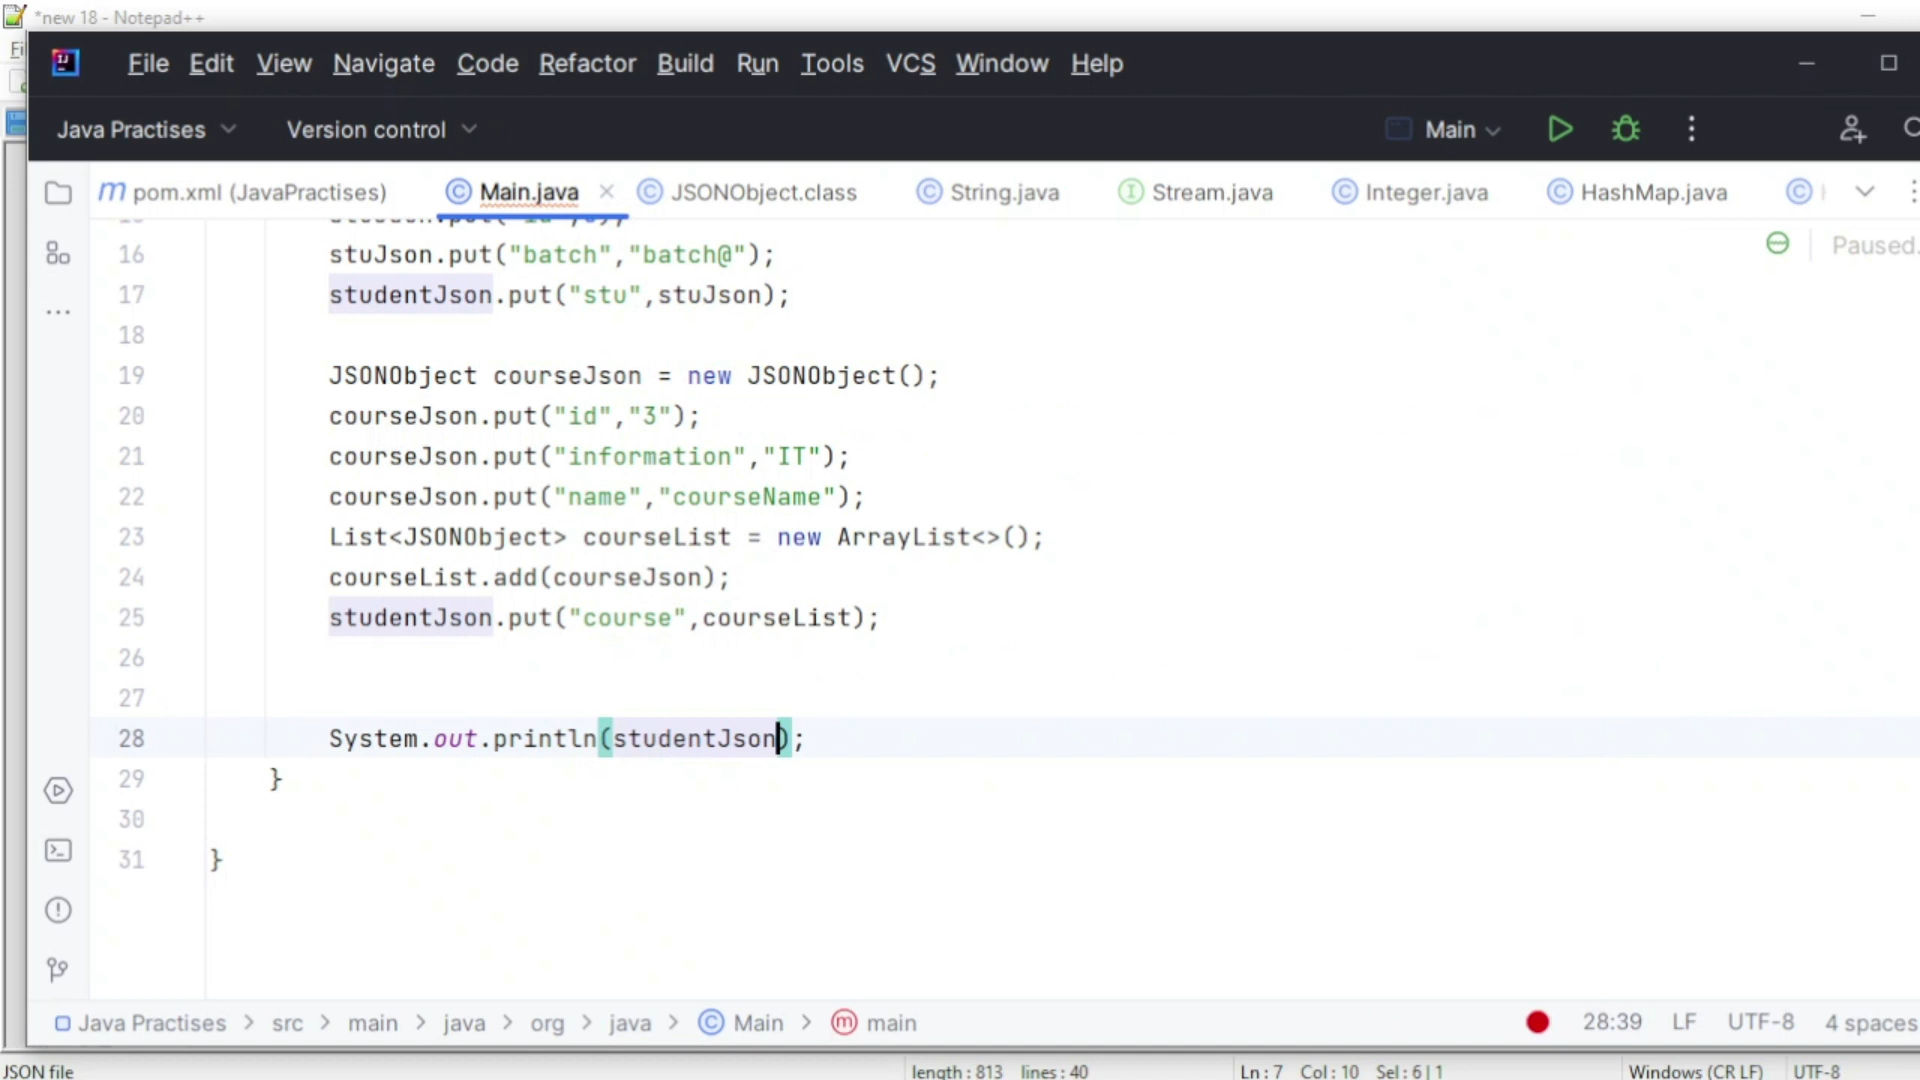 *new 18 - Notepad++
File Edit View Navigate Code Refactor Build Run Tools VCS Window Help
Java Practises Version control Main
pom.xml (JavaPractises) Main.java JSONObject.class String.java Stream.java Integer.java HashMap.java
Paused.
16 stuJson.put("batch","batch@");
17 studentJson.put("stu",stuJson);
18
19 JSONObject courseJson = new JSONObject();
20 courseJson.put("id","3");
21 courseJson.put("information","IT");
22 courseJson.put("name","courseName");
23 List<JSONObject> courseList = new ArrayList<>();
24 courseList.add(courseJson);
25 studentJson.put("course",courseList);
26
27
28 System.out.println(studentJson);
29 }
30
31 }
Java Practises > src > main > java > org > java > Main > main 28:39 LF UTF-8 4 spaces
JSON file length : 813 lines : 40 Ln : 7 Col : 10 Sel : 6 | 1 Windows (CR LF) UTF-8